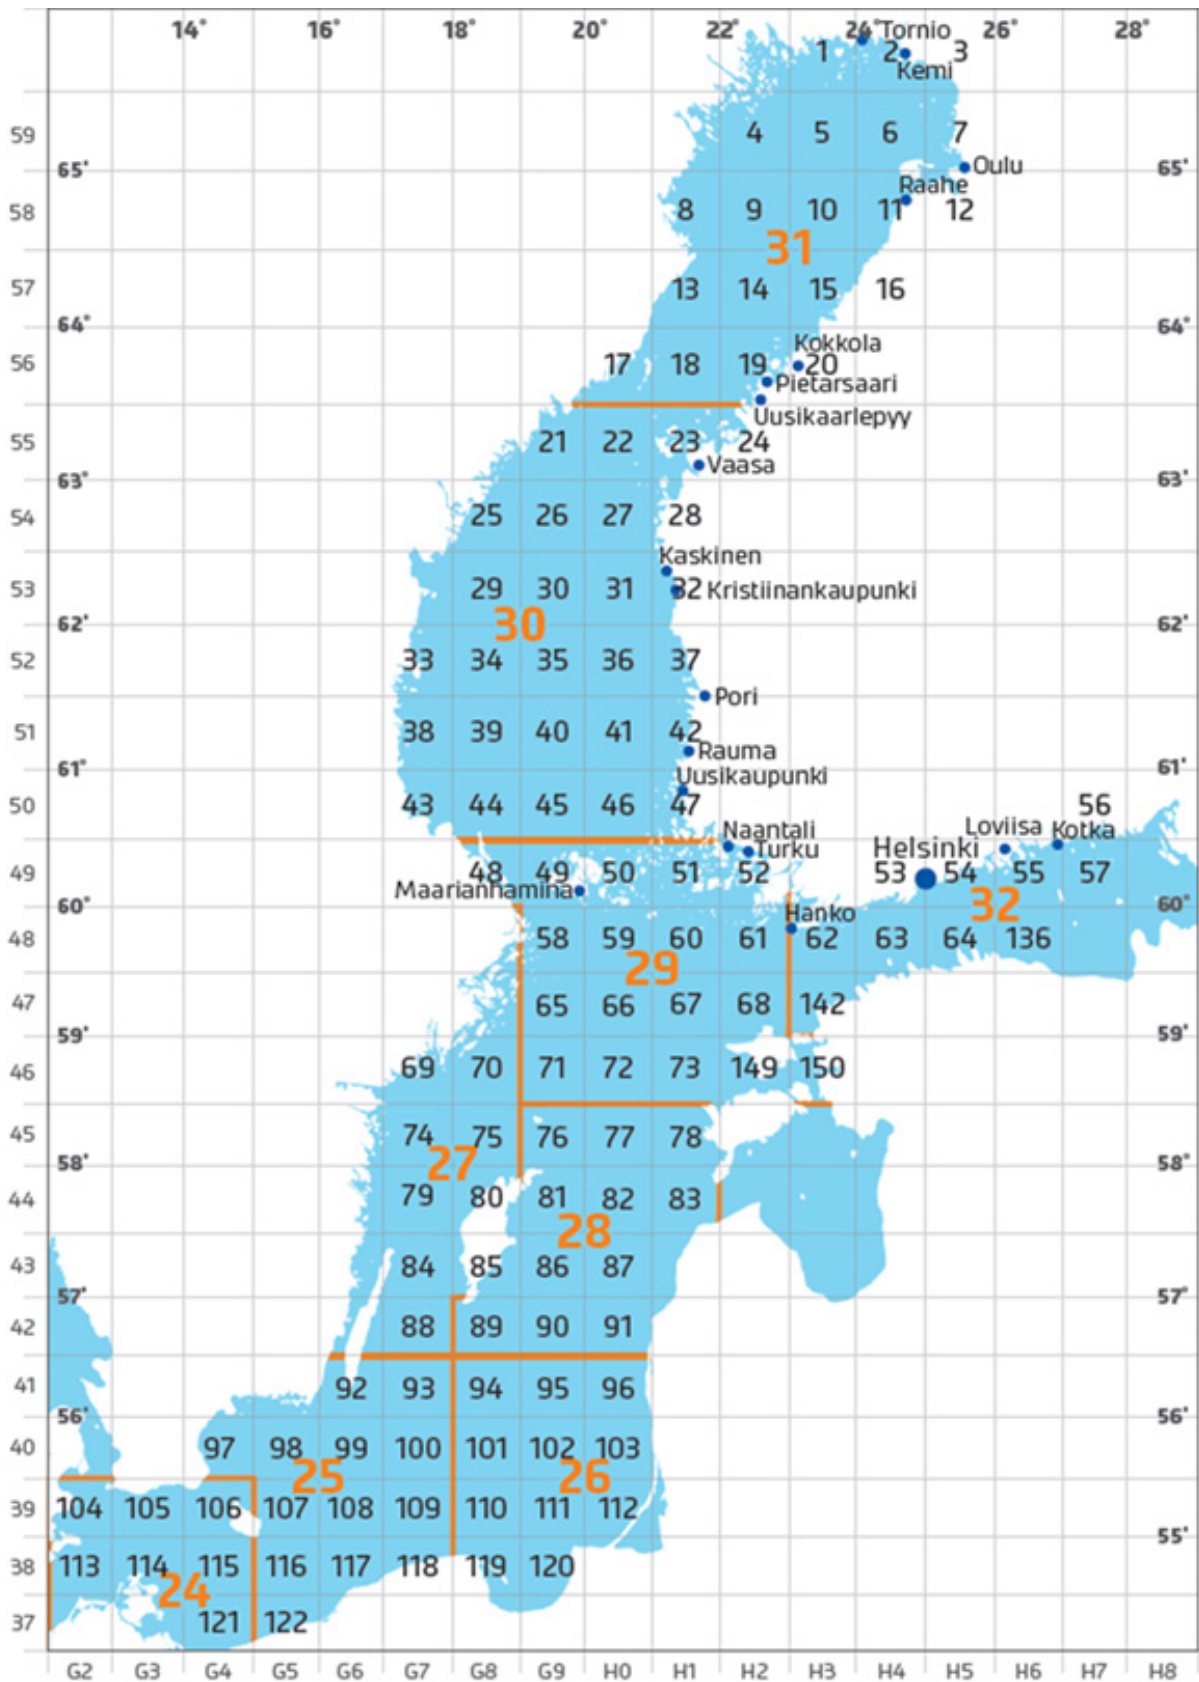 14° 16° 18° 20° 22° 24° Tornio 26° 28°
1 2 3
Kemi
59 4 5 6 7
65° Oulu 65°
Raahe
58 8 9 10 11 12
31
57 13 14 15 16
64° 64°
Kokkola
56 17 18 19 20
Pietarsaari
Uusikaarlepyy
55 21 22 23 24
Vaasa
63° 63°
54 25 26 27 28
Kaskinen
53 29 30 31 32 Kristiinankaupunki
62° 30 62°
52 33 34 35 36 37
Pori
51 38 39 40 41 42
Rauma
61° Uusikaupunki 61°
50 43 44 45 46 47 56
Naantali Loviisa Kotka
Turku Helsinki
49 48 49 50 51 52 53 54 55 57
Maarianhamina
60° Hanko 32 60°
48 58 59 60 61 62 63 64 136
29
47 65 66 67 68 142
59° 59°
46 69 70 71 72 73 149 150
45 74 75 76 77 78
58° 27 58°
44 79 80 81 82 83
28
43 84 85 86 87
57° 57°
42 88 89 90 91
41 92 93 94 95 96
56° 56°
40 97 98 99 100 101 102 103
25 26
39 104 105 106 107 108 109 110 111 112
55°
38 113 114 115 116 117 118 119 120
24
37 121 122
G2 G3 G4 G5 G6 G7 G8 G9 H0 H1 H2 H3 H4 H5 H6 H7 H8